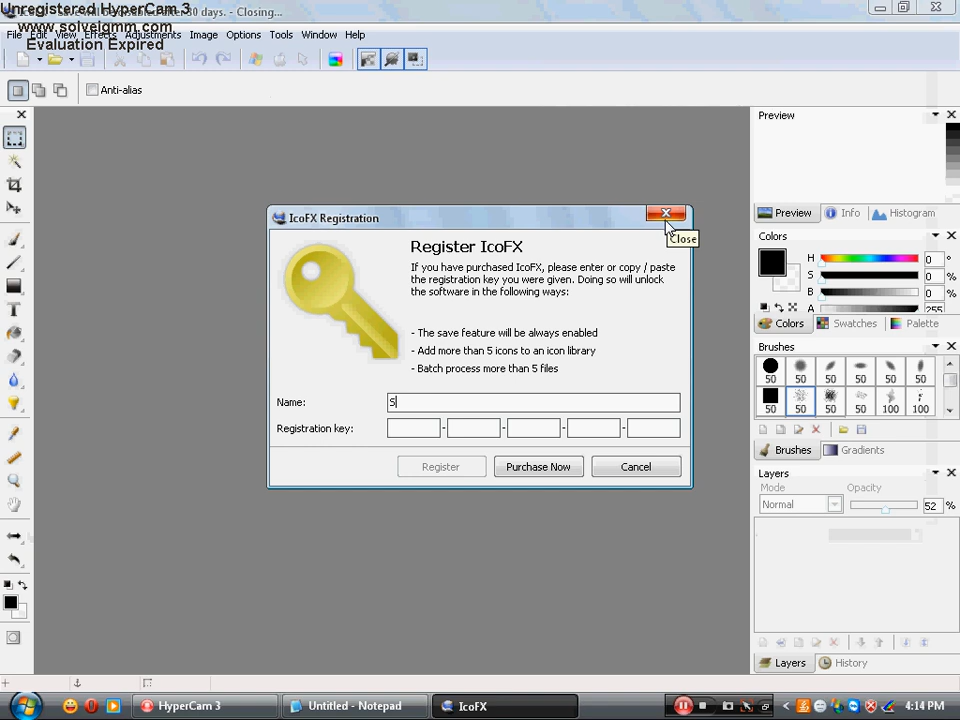 Unregistered HyperCam 3
days. - Closing...
www.solveigmm.com
File Edit View Effects Adjustments Image Options Tools Window Help
Evaluation Expired
Anti-alias
Preview
Preview Info Histogram
Colors
H 0 °
S 0 %
B 0 %
A 255
Colors Swatches Palette
Brushes
50 50 50 50 50 50
50 50 50 50 100 100
Brushes Gradients
Layers
Mode Opacity
Normal 52 %
Layers History
IcoFX Registration
Close
Register IcoFX
If you have purchased IcoFX, please enter or copy / paste
the registration key you were given. Doing so will unlock
the software in the following ways:
- The save feature will be always enabled
- Add more than 5 icons to an icon library
- Batch process more than 5 files
Name: S
Registration key: - - - -
Register Purchase Now Cancel
HyperCam 3 Untitled - Notepad IcoFX 4:14 PM